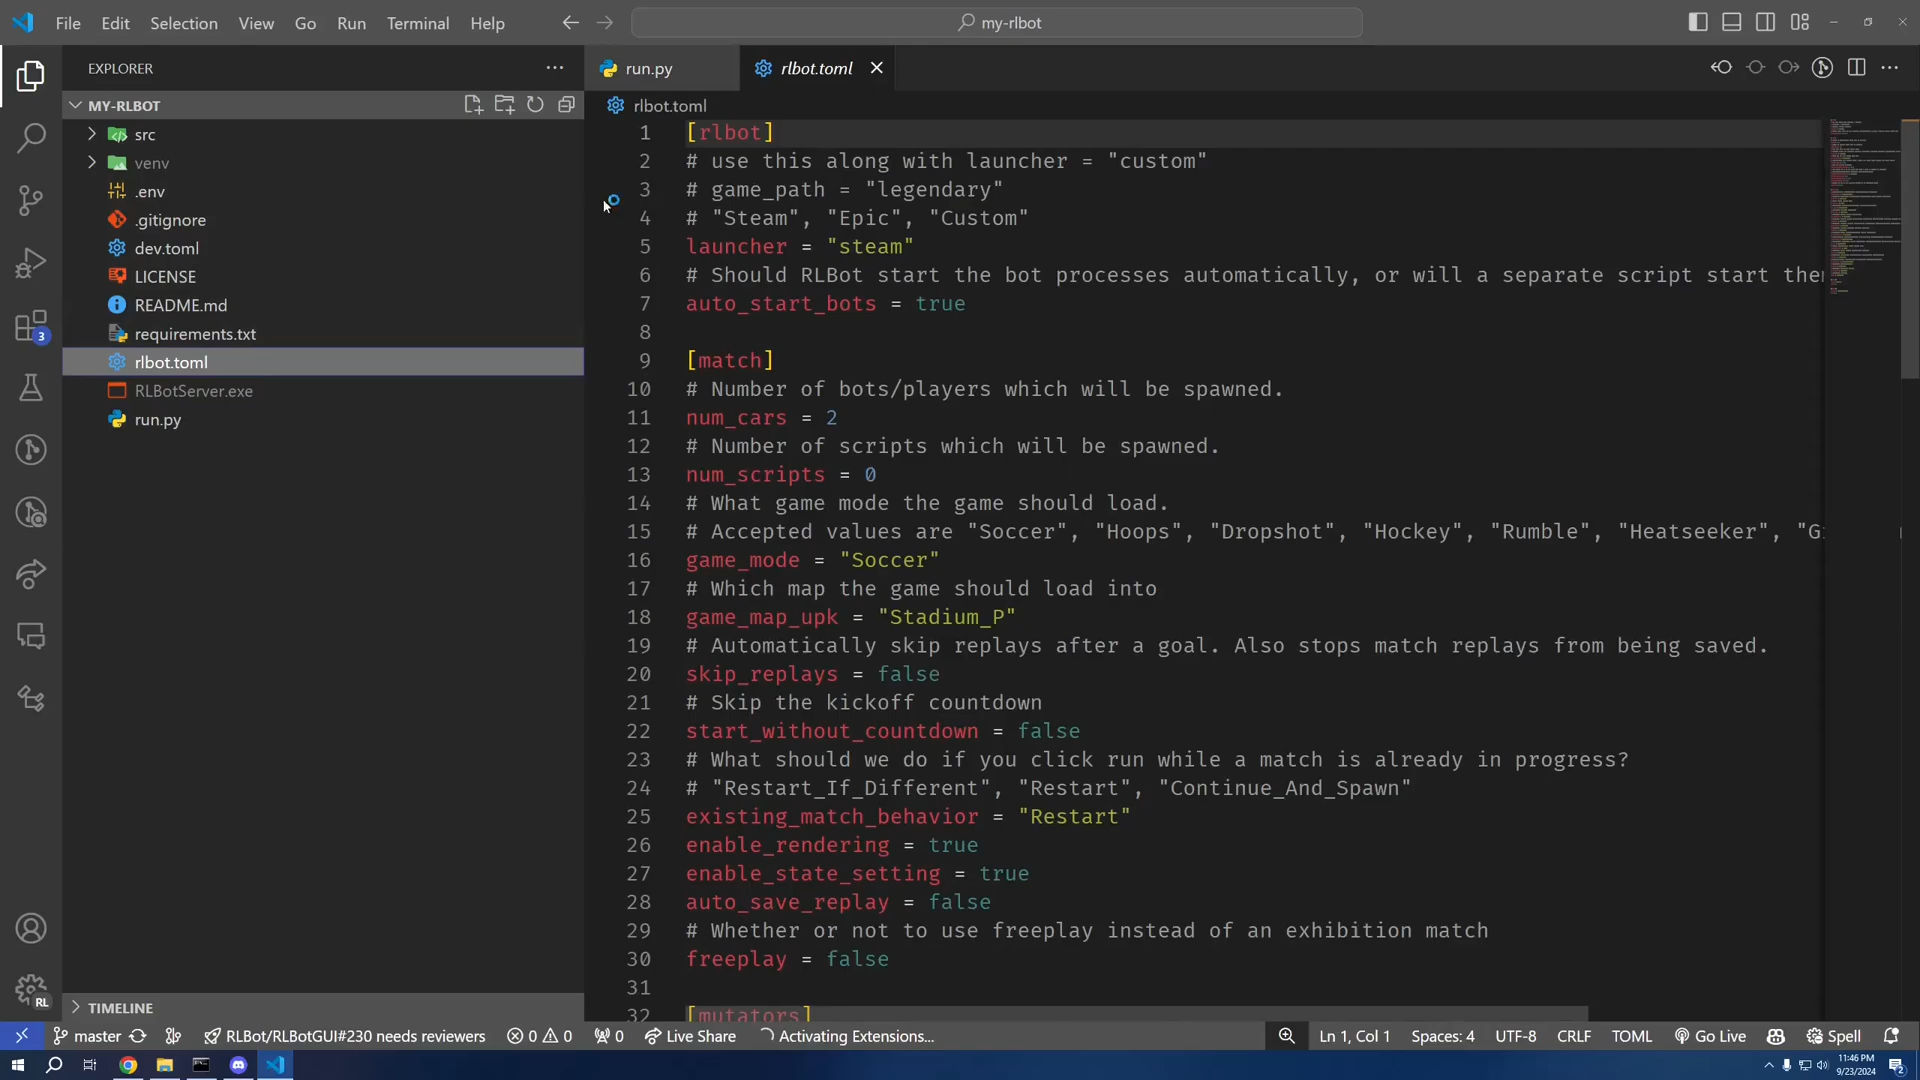 File Edit Selection View Go Run Terminal Help
my-rlbot
EXPLORER
MY-RLBOT
src
venv
.env
.gitignore
dev.toml
LICENSE
README.md
requirements.txt
rlbot.toml
RLBotServer.exe
run.py
TIMELINE
3
RL
run.py rlbot.toml
rlbot.toml
1 [rlbot]
2 # use this along with launcher = "custom"
3 # game_path = "legendary"
4 # "Steam", "Epic", "Custom"
5 launcher = "steam"
6 # Should RLBot start the bot processes automatically, or will a separate script start the
7 auto_start_bots = true
8
9 [match]
10 # Number of bots/players which will be spawned.
11 num_cars = 2
12 # Number of scripts which will be spawned.
13 num_scripts = 0
14 # What game mode the game should load.
15 # Accepted values are "Soccer", "Hoops", "Dropshot", "Hockey", "Rumble", "Heatseeker", "G
16 game_mode = "Soccer"
17 # Which map the game should load into
18 game_map_upk = "Stadium_P"
19 # Automatically skip replays after a goal. Also stops match replays from being saved.
20 skip_replays = false
21 # Skip the kickoff countdown
22 start_without_countdown = false
23 # What should we do if you click run while a match is already in progress?
24 # "Restart_If_Different", "Restart", "Continue_And_Spawn"
25 existing_match_behavior = "Restart"
26 enable_rendering = true
27 enable_state_setting = true
28 auto_save_replay = false
29 # Whether or not to use freeplay instead of an exhibition match
30 freeplay = false
31
32 [mutators]
master RLBot/RLBotGUI#230 needs reviewers 0 0 0 Live Share Activating Extensions... Ln 1, Col 1 Spaces: 4 UTF-8 CRLF TOML Go Live Spell
11:46 PM
9/23/2024
2